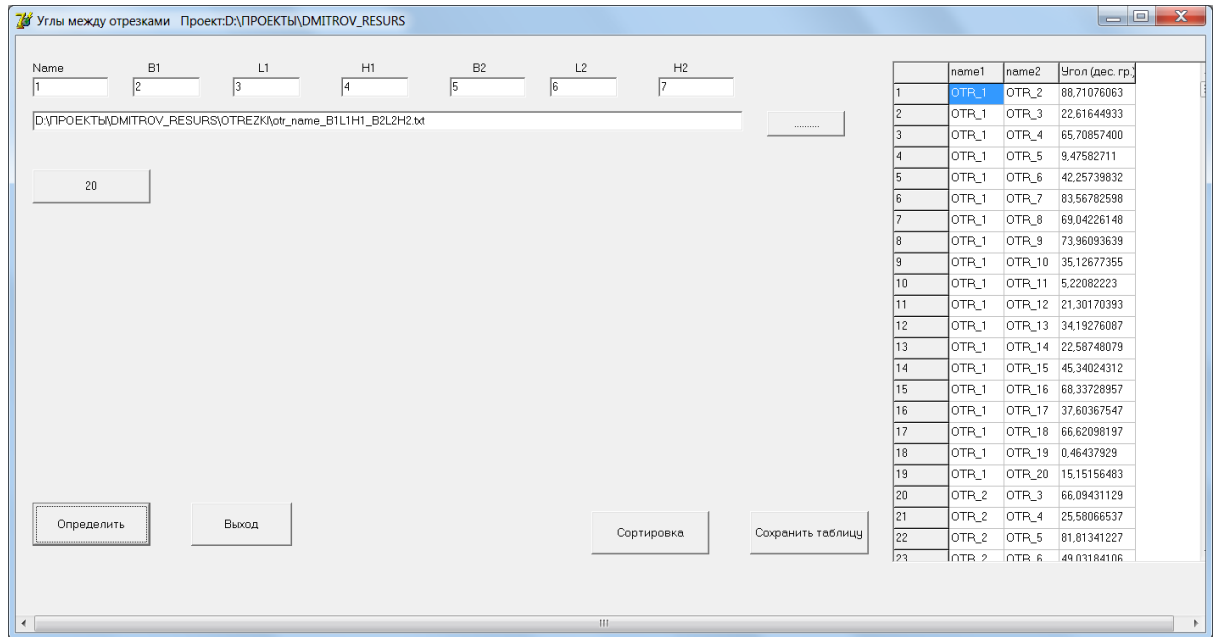 Углы между отрезками Проект:D:\ПРОЕКТЫ\DMITROV_RESURS
Name B1 L1 H1 B2 L2 H2
1 2 3 4 5 6 7
D:\ПРОЕКТЫ\DMITROV_RESURS\OTREZKI\otr_name_B1L1H1_B2L2H2.txt ..........
20
Определить
Выход
Сортировка
Сохранить таблицу
name1 name2 Угол (дес. гр.)
1 OTR_1 OTR_2 88,71076063
2 OTR_1 OTR_3 22,61644933
3 OTR_1 OTR_4 65,70857400
4 OTR_1 OTR_5 9,47582711
5 OTR_1 OTR_6 42,25739832
6 OTR_1 OTR_7 83,56782598
7 OTR_1 OTR_8 69,04226148
8 OTR_1 OTR_9 73,96093639
9 OTR_1 OTR_10 35,12677355
10 OTR_1 OTR_11 5,22082223
11 OTR_1 OTR_12 21,30170393
12 OTR_1 OTR_13 34,19276087
13 OTR_1 OTR_14 22,58748079
14 OTR_1 OTR_15 45,34024312
15 OTR_1 OTR_16 68,33728957
16 OTR_1 OTR_17 37,60367547
17 OTR_1 OTR_18 66,62098197
18 OTR_1 OTR_19 0,46437929
19 OTR_1 OTR_20 15,15156483
20 OTR_2 OTR_3 66,09431129
21 OTR_2 OTR_4 25,58066537
22 OTR_2 OTR_5 81,81341227
23 OTR_2 OTR_6 49,03184106